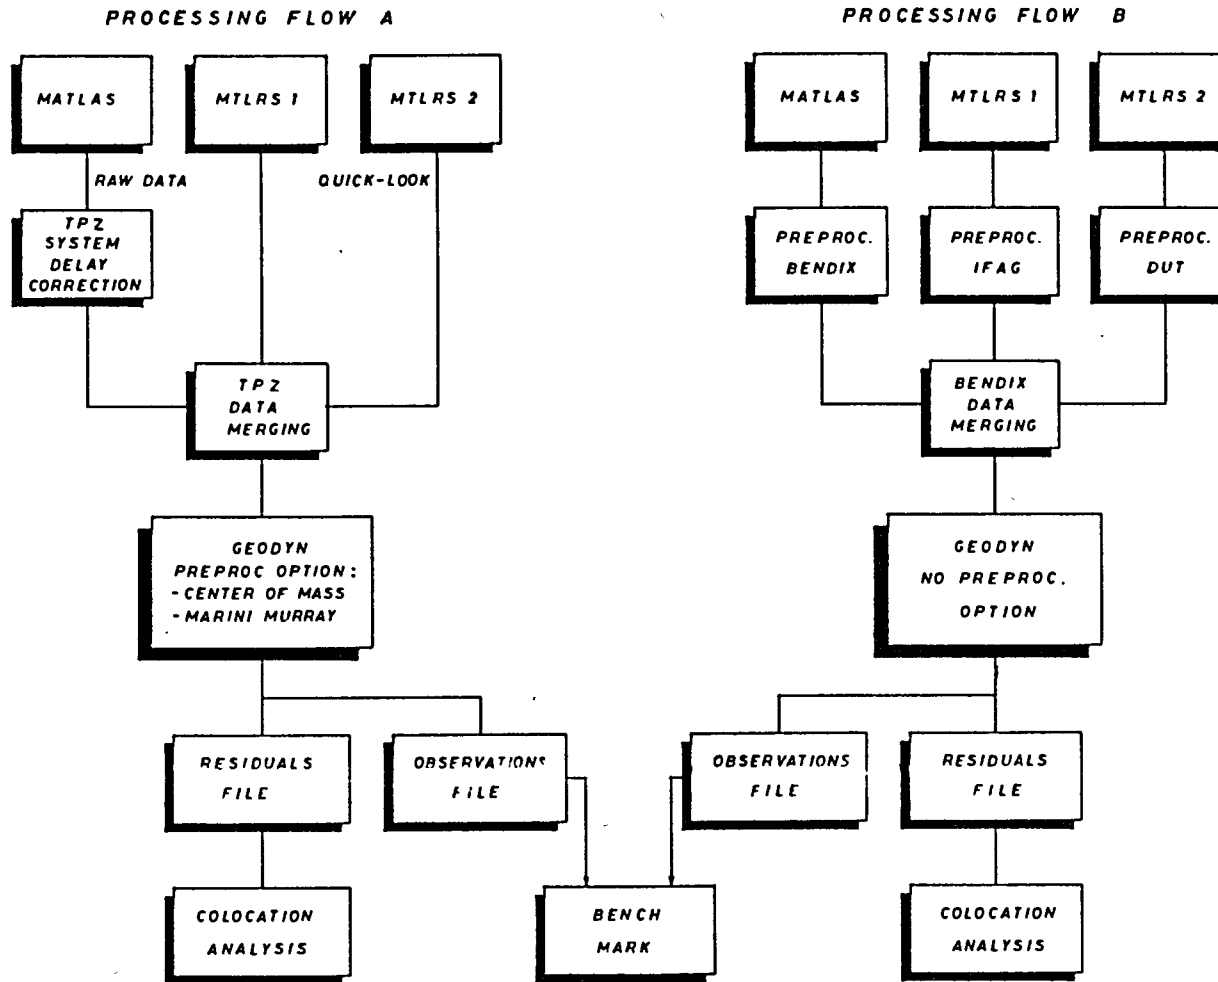 PROCESSING FLOW A
MATLAS
MTLRS 1
MTLRS 2
RAW DATA
QUICK-LOOK
TPZ
SYSTEM
DELAY
CORRECTION
TPZ
DATA
MERGING
GEODYN
PREPROC OPTION:
-CENTER OF MASS
-MARINI MURRAY
RESIDUALS
FILE
OBSERVATIONS
FILE
COLOCATION
ANALYSIS
BENCH
MARK
PROCESSING FLOW B
MATLAS
MTLRS 1
MTLRS 2
PREPROC.
BENDIX
PREPROC.
IFAG
PREPROC.
DUT
BENDIX
DATA
MERGING
GEODYN
NO PREPROC.
OPTION
OBSERVATIONS
FILE
RESIDUALS
FILE
COLOCATION
ANALYSIS